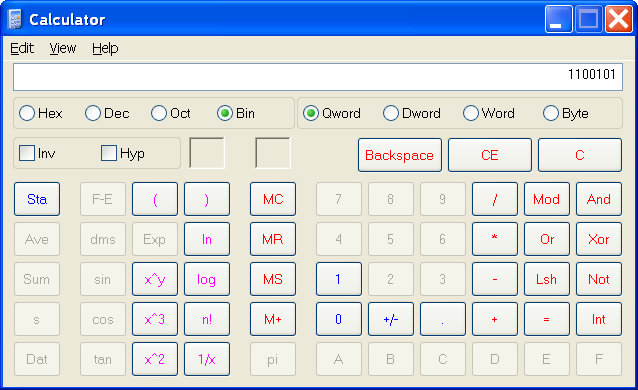 Calculator
Edit View Help
1100101
Hex Dec Oct Bin Qword Dword Word Byte
Inv Hyp Backspace CE C
Sta F-E ( ) MC 7 8 9 / Mod And
Ave dms Exp ln MR 4 5 6 * Or Xor
Sum sin x^y log MS 1 2 3 - Lsh Not
s cos x^3 n! M+ 0 +/- . + = Int
Dat tan x^2 1/x pi A B C D E F